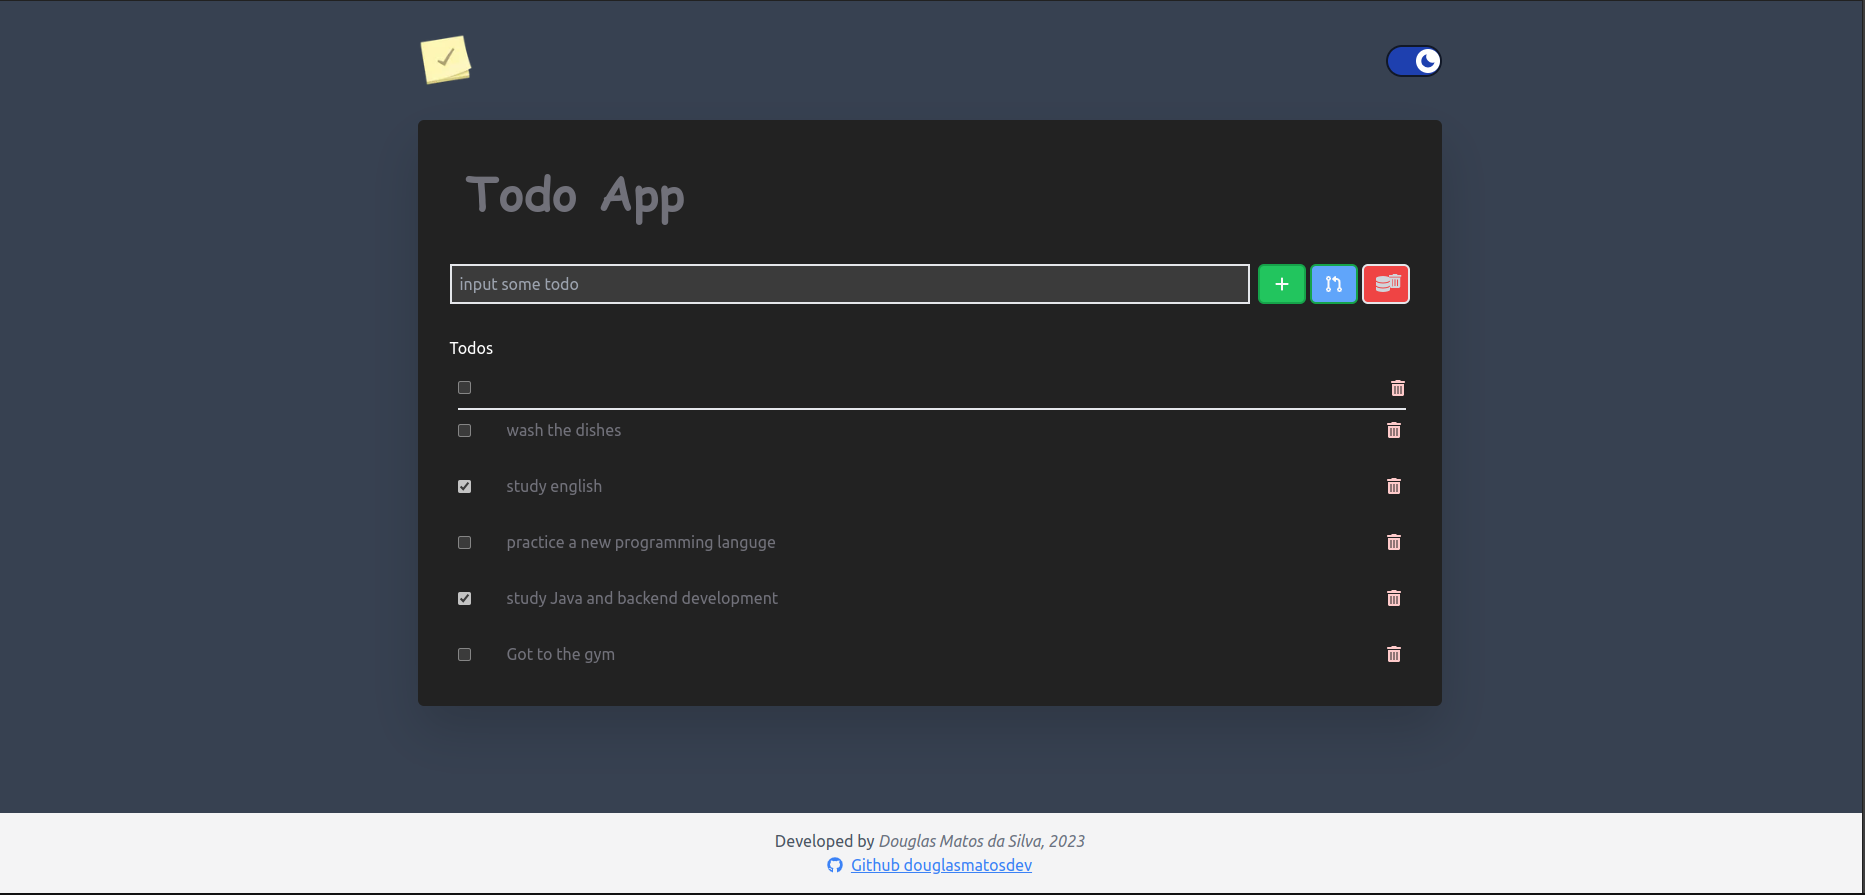 Todo App
input some todo
Todos
wash the dishes
study english
practice a new programming languge
study Java and backend development
Got to the gym
Developed by Douglas Matos da Silva, 2023
Github douglasmatosdev